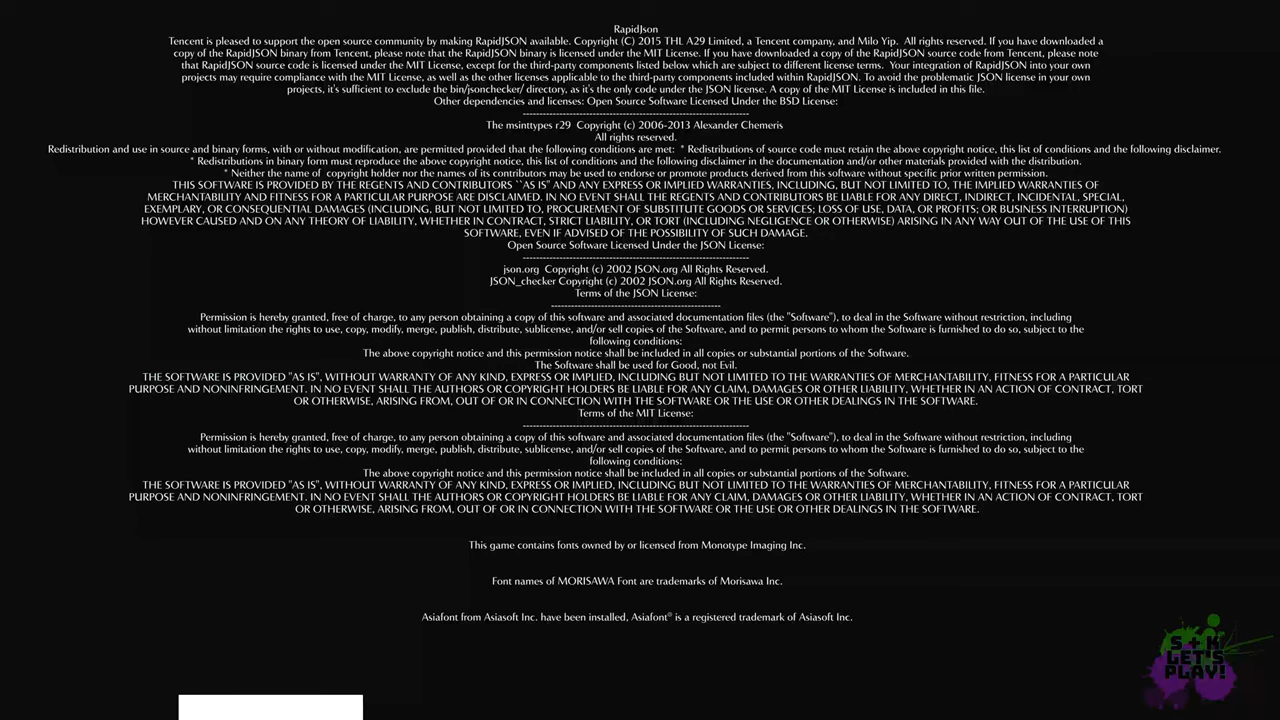 RapidJson
Tencent is pleased to support the open source community by making RapidJSON available. Copyright (C) 2015 THL A29 Limited, a Tencent company, and Milo Yip.  All rights reserved. If you have downloaded a
copy of the RapidJSON binary from Tencent, please note that the RapidJSON binary is licensed under the MIT License. If you have downloaded a copy of the RapidJSON source code from Tencent, please note
that RapidJSON source code is licensed under the MIT License, except for the third-party components listed below which are subject to different license terms.  Your integration of RapidJSON into your own
projects may require compliance with the MIT License, as well as the other licenses applicable to the third-party components included within RapidJSON. To avoid the problematic JSON license in your own
projects, it's sufficient to exclude the bin/jsonchecker/ directory, as it's the only code under the JSON license. A copy of the MIT License is included in this file.
Other dependencies and licenses: Open Source Software Licensed Under the BSD License:
--------------------------------------------------------------------
The msinttypes r29  Copyright (c) 2006-2013 Alexander Chemeris
All rights reserved.
Redistribution and use in source and binary forms, with or without modification, are permitted provided that the following conditions are met:  * Redistributions of source code must retain the above copyright notice, this list of conditions and the following disclaimer.
* Redistributions in binary form must reproduce the above copyright notice, this list of conditions and the following disclaimer in the documentation and/or other materials provided with the distribution.
* Neither the name of  copyright holder nor the names of its contributors may be used to endorse or promote products derived from this software without specific prior written permission.
THIS SOFTWARE IS PROVIDED BY THE REGENTS AND CONTRIBUTORS ``AS IS'' AND ANY EXPRESS OR IMPLIED WARRANTIES, INCLUDING, BUT NOT LIMITED TO, THE IMPLIED WARRANTIES OF
MERCHANTABILITY AND FITNESS FOR A PARTICULAR PURPOSE ARE DISCLAIMED. IN NO EVENT SHALL THE REGENTS AND CONTRIBUTORS BE LIABLE FOR ANY DIRECT, INDIRECT, INCIDENTAL, SPECIAL,
EXEMPLARY, OR CONSEQUENTIAL DAMAGES (INCLUDING, BUT NOT LIMITED TO, PROCUREMENT OF SUBSTITUTE GOODS OR SERVICES; LOSS OF USE, DATA, OR PROFITS; OR BUSINESS INTERRUPTION)
HOWEVER CAUSED AND ON ANY THEORY OF LIABILITY, WHETHER IN CONTRACT, STRICT LIABILITY, OR TORT (INCLUDING NEGLIGENCE OR OTHERWISE) ARISING IN ANY WAY OUT OF THE USE OF THIS
SOFTWARE, EVEN IF ADVISED OF THE POSSIBILITY OF SUCH DAMAGE.
Open Source Software Licensed Under the JSON License:
--------------------------------------------------------------------
json.org  Copyright (c) 2002 JSON.org All Rights Reserved.
JSON_checker Copyright (c) 2002 JSON.org All Rights Reserved.
Terms of the JSON License:
---------------------------------------------------
Permission is hereby granted, free of charge, to any person obtaining a copy of this software and associated documentation files (the "Software"), to deal in the Software without restriction, including
without limitation the rights to use, copy, modify, merge, publish, distribute, sublicense, and/or sell copies of the Software, and to permit persons to whom the Software is furnished to do so, subject to the
following conditions:
The above copyright notice and this permission notice shall be included in all copies or substantial portions of the Software.
The Software shall be used for Good, not Evil.
THE SOFTWARE IS PROVIDED "AS IS", WITHOUT WARRANTY OF ANY KIND, EXPRESS OR IMPLIED, INCLUDING BUT NOT LIMITED TO THE WARRANTIES OF MERCHANTABILITY, FITNESS FOR A PARTICULAR
PURPOSE AND NONINFRINGEMENT. IN NO EVENT SHALL THE AUTHORS OR COPYRIGHT HOLDERS BE LIABLE FOR ANY CLAIM, DAMAGES OR OTHER LIABILITY, WHETHER IN AN ACTION OF CONTRACT, TORT
OR OTHERWISE, ARISING FROM, OUT OF OR IN CONNECTION WITH THE SOFTWARE OR THE USE OR OTHER DEALINGS IN THE SOFTWARE.
Terms of the MIT License:
--------------------------------------------------------------------
Permission is hereby granted, free of charge, to any person obtaining a copy of this software and associated documentation files (the "Software"), to deal in the Software without restriction, including
without limitation the rights to use, copy, modify, merge, publish, distribute, sublicense, and/or sell copies of the Software, and to permit persons to whom the Software is furnished to do so, subject to the
following conditions:
The above copyright notice and this permission notice shall be included in all copies or substantial portions of the Software.
THE SOFTWARE IS PROVIDED "AS IS", WITHOUT WARRANTY OF ANY KIND, EXPRESS OR IMPLIED, INCLUDING BUT NOT LIMITED TO THE WARRANTIES OF MERCHANTABILITY, FITNESS FOR A PARTICULAR
PURPOSE AND NONINFRINGEMENT. IN NO EVENT SHALL THE AUTHORS OR COPYRIGHT HOLDERS BE LIABLE FOR ANY CLAIM, DAMAGES OR OTHER LIABILITY, WHETHER IN AN ACTION OF CONTRACT, TORT
OR OTHERWISE, ARISING FROM, OUT OF OR IN CONNECTION WITH THE SOFTWARE OR THE USE OR OTHER DEALINGS IN THE SOFTWARE.
This game contains fonts owned by or licensed from Monotype Imaging Inc.
Font names of MORISAWA Font are trademarks of Morisawa Inc.
Asiafont from Asiasoft Inc. have been installed, Asiafont® is a registered trademark of Asiasoft Inc.
S+K
LET'S
PLAY!